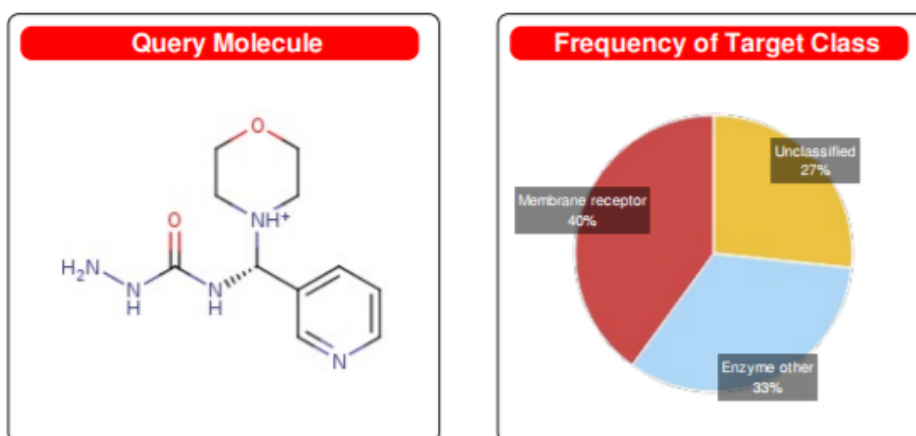 Query Molecule
O
NH+
O
H₂N
N
H
N
H
N
Frequency of Target Class
Unclassified
27%
Membrane receptor
40%
Enzyme other
33%